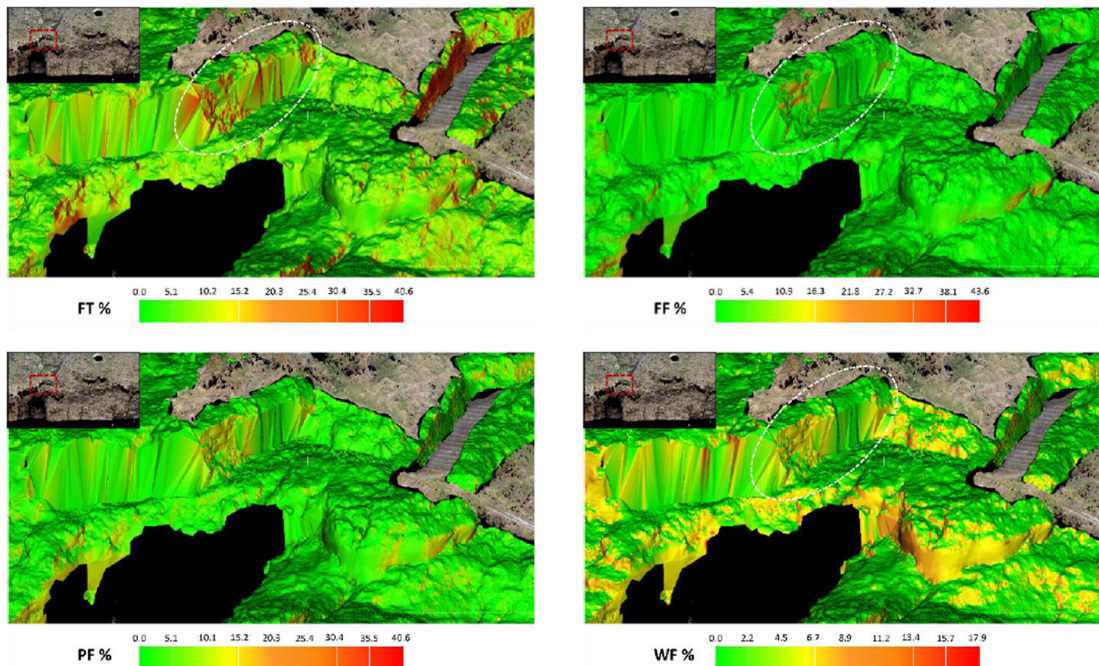 0.0 5.1 10.2 15.2 20.3 25.4 30.4 35.5 40.6
FT %
0.0 5.4 10.9 16.3 21.8 27.2 32.7 38.1 43.6
FF %
0.0 5.1 10.1 15.2 20.3 25.4 30.4 35.5 40.6
PF %
0.0 2.2 4.5 6.7 8.9 11.2 13.4 15.7 17.9
WF %